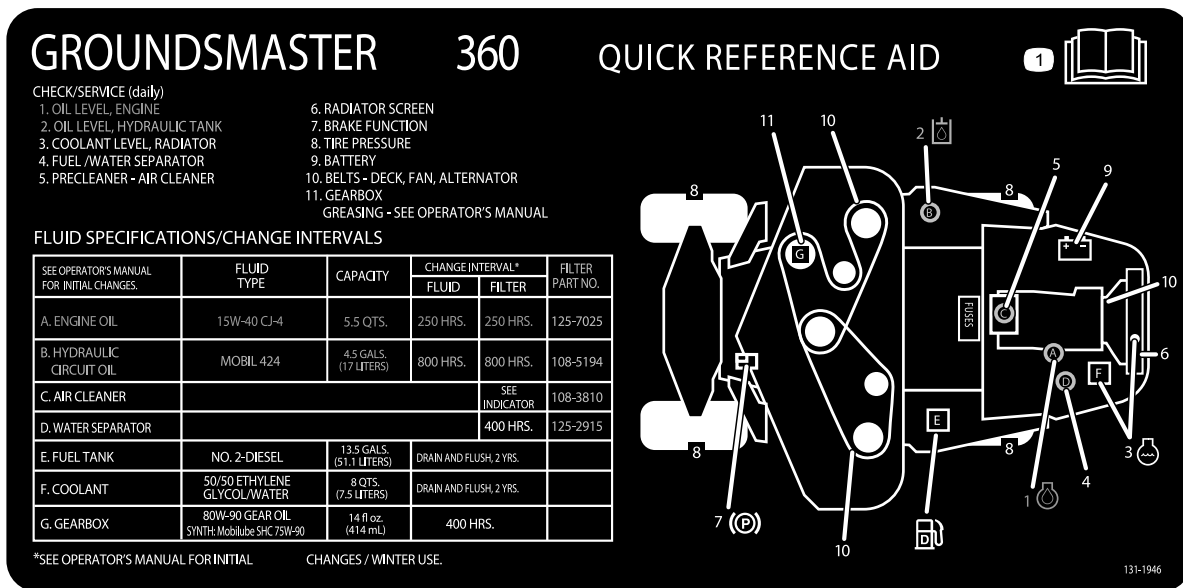 GROUNDSMASTER 360 QUICK REFERENCE AID 1
CHECK/SERVICE (daily)
1. OIL LEVEL, ENGINE
2. OIL LEVEL, HYDRAULIC TANK
3. COOLANT LEVEL, RADIATOR
4. FUEL /WATER SEPARATOR
5. PRECLEANER - AIR CLEANER
6. RADIATOR SCREEN
7. BRAKE FUNCTION
8. TIRE PRESSURE
9. BATTERY
10. BELTS - DECK, FAN, ALTERNATOR
11. GEARBOX
GREASING - SEE OPERATOR'S MANUAL
FLUID SPECIFICATIONS/CHANGE INTERVALS
SEE OPERATOR'S MANUAL
FOR INITIAL CHANGES.
FLUID
TYPE
CAPACITY
CHANGE INTERVAL*
FLUID
FILTER
FILTER
PART NO.
A. ENGINE OIL 15W-40 CJ-4 5.5 QTS. 250 HRS. 250 HRS. 125-7025
B. HYDRAULIC
CIRCUIT OIL
MOBIL 424
4.5 GALS.
(17 LITERS)
800 HRS. 800 HRS. 108-5194
C. AIR CLEANER
SEE
INDICATOR
108-3810
D. WATER SEPARATOR 400 HRS. 125-2915
E. FUEL TANK NO. 2-DIESEL
13.5 GALS.
(51.1 LITERS)
DRAIN AND FLUSH, 2 YRS.
F. COOLANT
50/50 ETHYLENE
GLYCOL/WATER
8 QTS.
(7.5 LITERS)
DRAIN AND FLUSH, 2 YRS.
G. GEARBOX
80W-90 GEAR OIL
SYNTH: Mobilube SHC 75W-90
14 fl oz.
(414 mL)
400 HRS.
*SEE OPERATOR'S MANUAL FOR INITIAL CHANGES / WINTER USE.
11
10
2
5
9
8
8
B
+ -
G
10
FUSES
C
A
6
D
F
E
8
8
3
4
1
7 (P)
D
10
131-1946